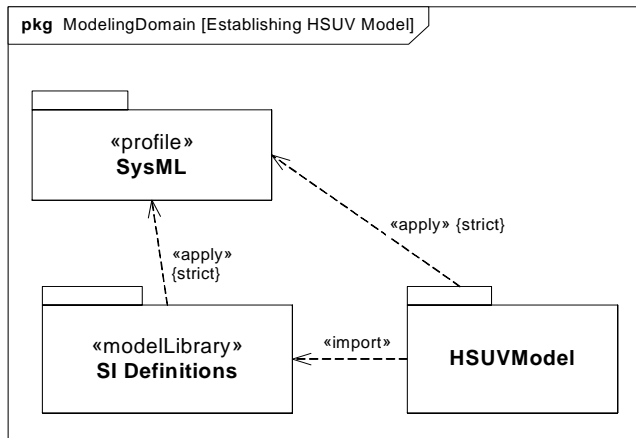 pkg ModelingDomain [Establishing HSUV Model]
«profile»
SysML
«apply» {strict}
«apply»
{strict}
«modelLibrary»
SI Definitions
«import»
HSUVModel